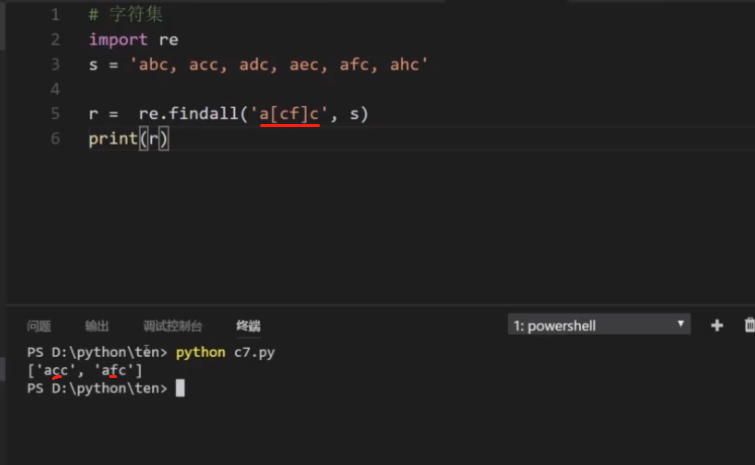 1 # 字符集
2 import re
3 s = 'abc, acc, adc, aec, afc, ahc'
4
5 r =  re.findall('a[cf]c', s)
6 print(r)
问题 输出 调试控制台 终端 1: powershell
PS D:\python\ten> python c7.py
['acc', 'afc']
PS D:\python\ten>